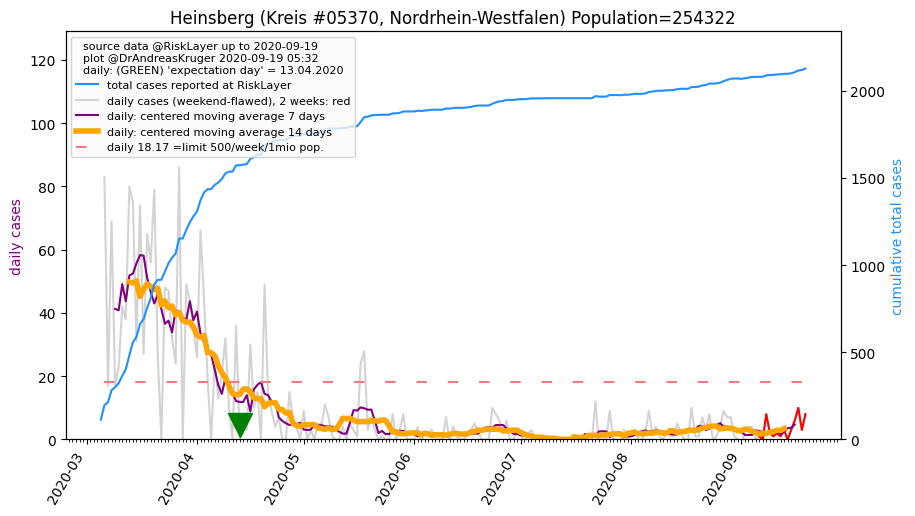 Heinsberg (Kreis #05370, Nordrhein-Westfalen) Population=254322
source data @RiskLayer up to 2020-09-19
plot @DrAndreasKruger 2020-09-19 05:32
daily: (GREEN) 'expectation day' = 13.04.2020
total cases reported at RiskLayer
daily cases (weekend-flawed), 2 weeks: red
daily: centered moving average 7 days
daily: centered moving average 14 days
daily 18.17 =limit 500/week/1mio pop.
daily cases
120
100
80
60
40
20
0
cumulative total cases
2000
1500
1000
500
0
2020-03
2020-04
2020-05
2020-06
2020-07
2020-08
2020-09